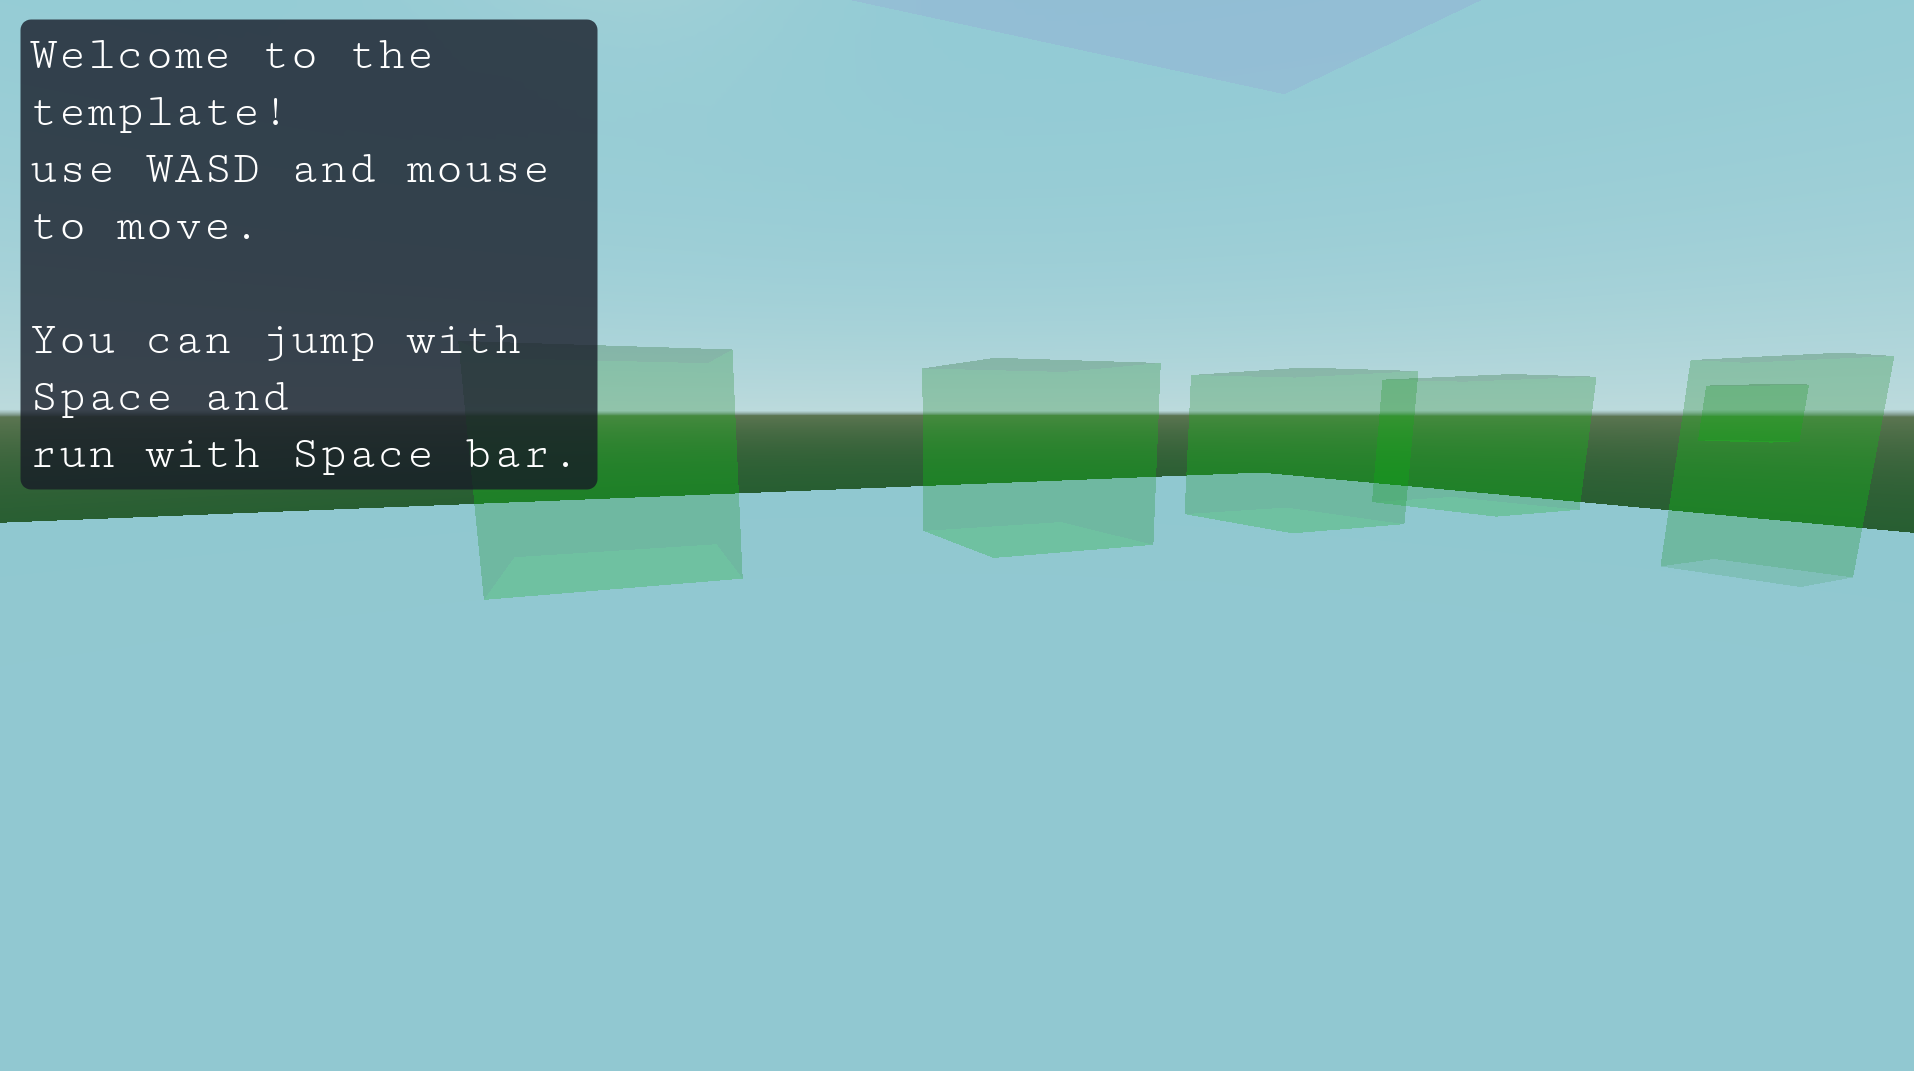 Welcome to the
template!
use WASD and mouse
to move.
You can jump with
Space and
run with Space bar.